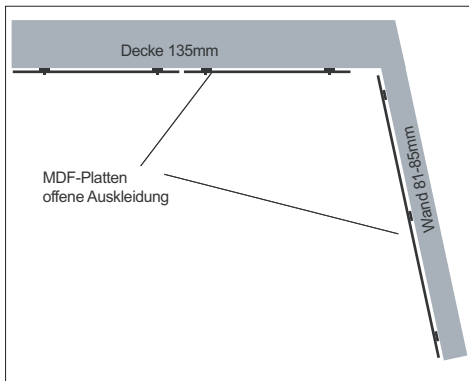 Decke 135mm
MDF-Platten
offene Auskleidung
Wand 81-85mm